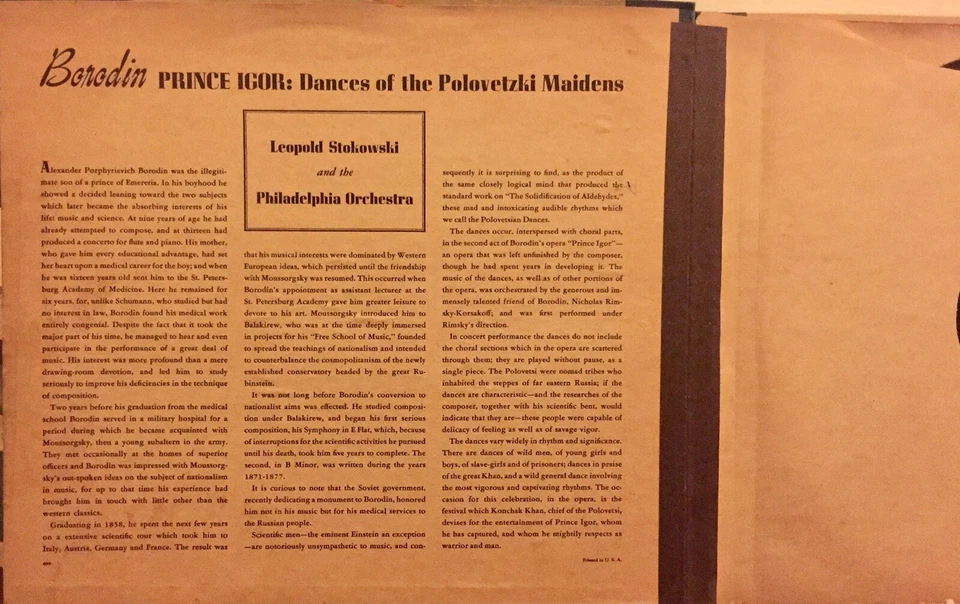 Borodin PRINCE IGOR: Dances of the Polovetzki Maidens
Leopold Stokowski
and the
Philadelphia Orchestra
Alexander Porphyrievich Borodin was the illegiti-
mate son of a prince of Emeretia. In his boyhood he
showed a decided leaning toward the two subjects
which later became the absorbing interests of his
life: music and science. At nine years of age he had
already attempted to compose, and at thirteen had
produced a concerto for flute and piano. His mother,
who gave him every educational advantage, had set
her heart upon a medical career for the boy; and when
he was sixteen years old sent him to the St. Peters-
burg Academy of Medicine. Here he remained for
six years, for, unlike Schumann, who studied but had
no interest in law, Borodin found his medical work
entirely congenial. Despite the fact that it took the
major part of his time, he managed to hear and even
participate in the performance of a great deal of
music. His interest was more profound than a mere
drawing-room devotion, and led him to study
seriously to improve his deficiencies in the technique
of composition.
Two years before his graduation from the medical
school Borodin served in a military hospital for a
period during which he became acquainted with
Moussorgsky, then a young subaltern in the army.
They met occasionally at the homes of superior
officers and Borodin was impressed with Moussorg-
sky's out-spoken ideas on the subject of nationalism
in music, for up to that time his experience had
brought him in touch with little other than the
western classics.
Graduating in 1858, he spent the next few years
on a extensive scientific tour which took him to
Italy, Austria, Germany and France. The result was
that his musical interests were dominated by Western
European ideas, which persisted until the friendship
with Moussorgsky was resumed. This occurred when
Borodin's appointment as assistant lecturer at the
St. Petersburg Academy gave him greater leisure to
devote to his art. Moussorgsky introduced him to
Balakirew, who was at the time deeply immersed
in projects for his "Free School of Music," founded
to spread the teachings of nationalism and intended
to counterbalance the cosmopolitanism of the newly
established conservatory headed by the great Ru-
binstein.
It was not long before Borodin's conversion to
nationalist aims was effected. He studied composi-
tion under Balakirew, and began his first serious
composition, his Symphony in E Flat, which, because
of interruptions for the scientific activities he pursued
until his death, took him five years to complete. The
second, in B Minor, was written during the years
1871-1877.
It is curious to note that the Soviet government,
recently dedicating a monument to Borodin, honored
him not in his music but for his medical services to
the Russian people.
Scientific men—the eminent Einstein an exception
—are notoriously unsympathetic to music, and con-
sequently it is surprising to find, as the product of
the same closely logical mind that produced the
standard work on "The Solidification of Aldehydes,"
these mad and intoxicating audible rhythms which
we call the Polovetsian Dances.
The dances occur, interspersed with choral parts,
in the second act of Borodin's opera "Prince Igor"—
an opera that was left unfinished by the composer,
though he had spent years in developing it. The
music of the dances, as well as of other portions of
the opera, was orchestrated by the generous and im-
mensely talented friend of Borodin, Nicholas Rim-
sky-Korsakoff; and was first performed under
Rimsky's direction.
In concert performance the dances do not include
the choral sections which in the opera are scattered
through them; they are played without pause, as a
single piece. The Polovetsi were nomad tribes who
inhabited the steppes of far eastern Russia; if the
dances are characteristic—and the researches of the
composer, together with his scientific bent, would
indicate that they are—these people were capable of
delicacy of feeling as well as of savage vigor.
The dances vary widely in rhythm and significance.
There are dances of wild men, of young girls and
boys, of slave-girls and of prisoners; dances in praise
of the great Khan, and a wild general dance involving
the most vigorous and captivating rhythms. The oc-
casion for this celebration, in the opera, is the
festival which Konchak Khan, chief of the Polovetsi,
devises for the entertainment of Prince Igor, whom
he has captured, and whom he mightily respects as
warrior and man.
Printed in U. S. A.